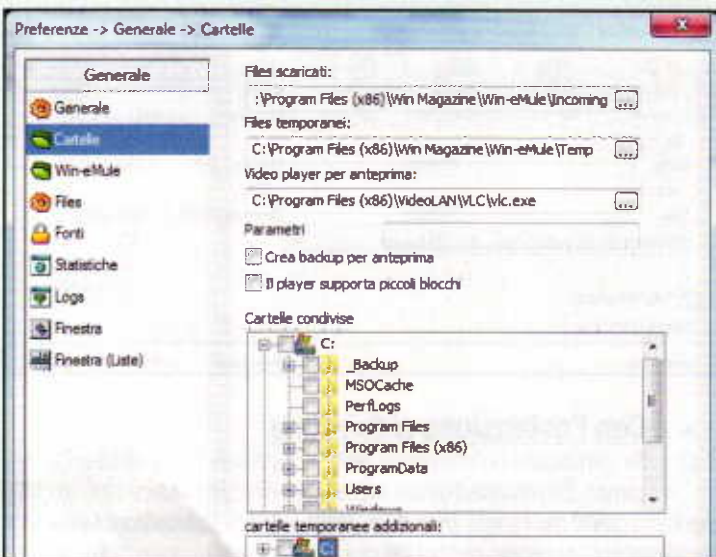 Preferenze -> Generale -> Cartelle
Generale
Generale
Cartelle
Win-eMule
Files
Fonti
Statistiche
Logs
Finestra
Finestra (Liste)
Files scaricati:
:\Program Files (x86)\Win Magazine\Win-eMule\Incoming
...
Files temporanei:
C:\Program Files (x86)\Win Magazine\Win-eMule\Temp
...
Video player per anteprima:
C:\Program Files (x86)\VideoLAN\VLC\vlc.exe
...
Parametri
Crea backup per anteprima
Il player supporta piccoli blocchi
Cartelle condivise
C:
_Backup
MSOCache
PerfLogs
Program Files
Program Files (x86)
ProgramData
Users
Windows
cartelle temporanee addizionali:
C: